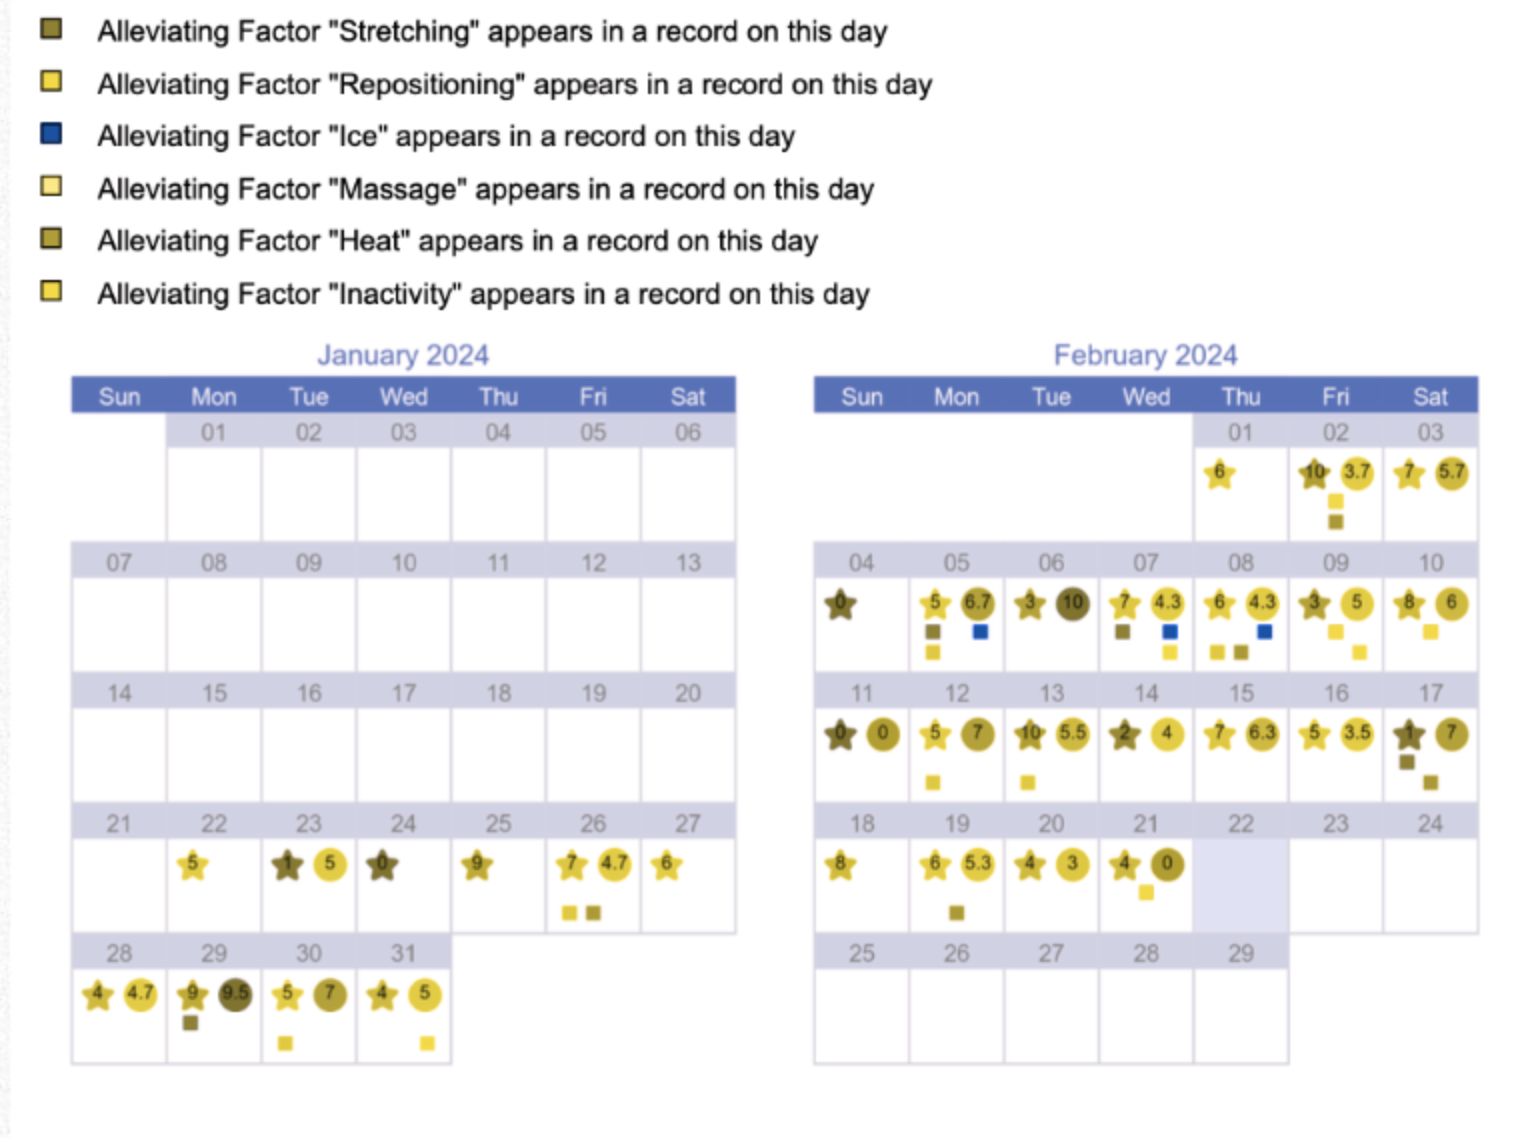 Alleviating Factor "Stretching" appears in a record on this day
Alleviating Factor "Repositioning" appears in a record on this day
Alleviating Factor "Ice" appears in a record on this day
Alleviating Factor "Massage" appears in a record on this day
Alleviating Factor "Heat" appears in a record on this day
Alleviating Factor "Inactivity" appears in a record on this day
January 2024
Sun Mon Tue Wed Thu Fri Sat
01 02 03 04 05 06
07 08 09 10 11 12 13
14 15 16 17 18 19 20
21 22 23 24 25 26 27
5 1 5 0 9 7 4.7 6
28 29 30 31
4 4.7 9 9.5 5 7 4 5
February 2024
Sun Mon Tue Wed Thu Fri Sat
01 02 03
6 10 3.7 7 5.7
04 05 06 07 08 09 10
0 5 6.7 3 10 7 4.3 6 4.3 3 5 8 6
11 12 13 14 15 16 17
0 0 5 7 10 5.5 2 4 7 6.3 5 3.5 1 7
18 19 20 21 22 23 24
8 6 5.3 4 3 4 0
25 26 27 28 29